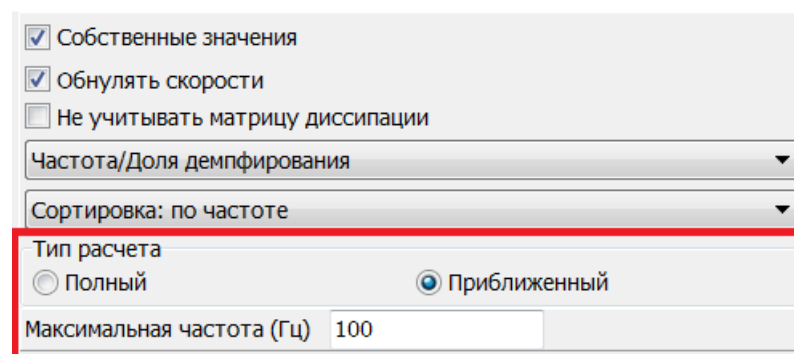 Собственные значения
Обнулять скорости
Не учитывать матрицу диссипации
Частота/Доля демпфирования
Сортировка: по частоте
Тип расчета
Полный Приближенный
Максимальная частота (Гц) 100